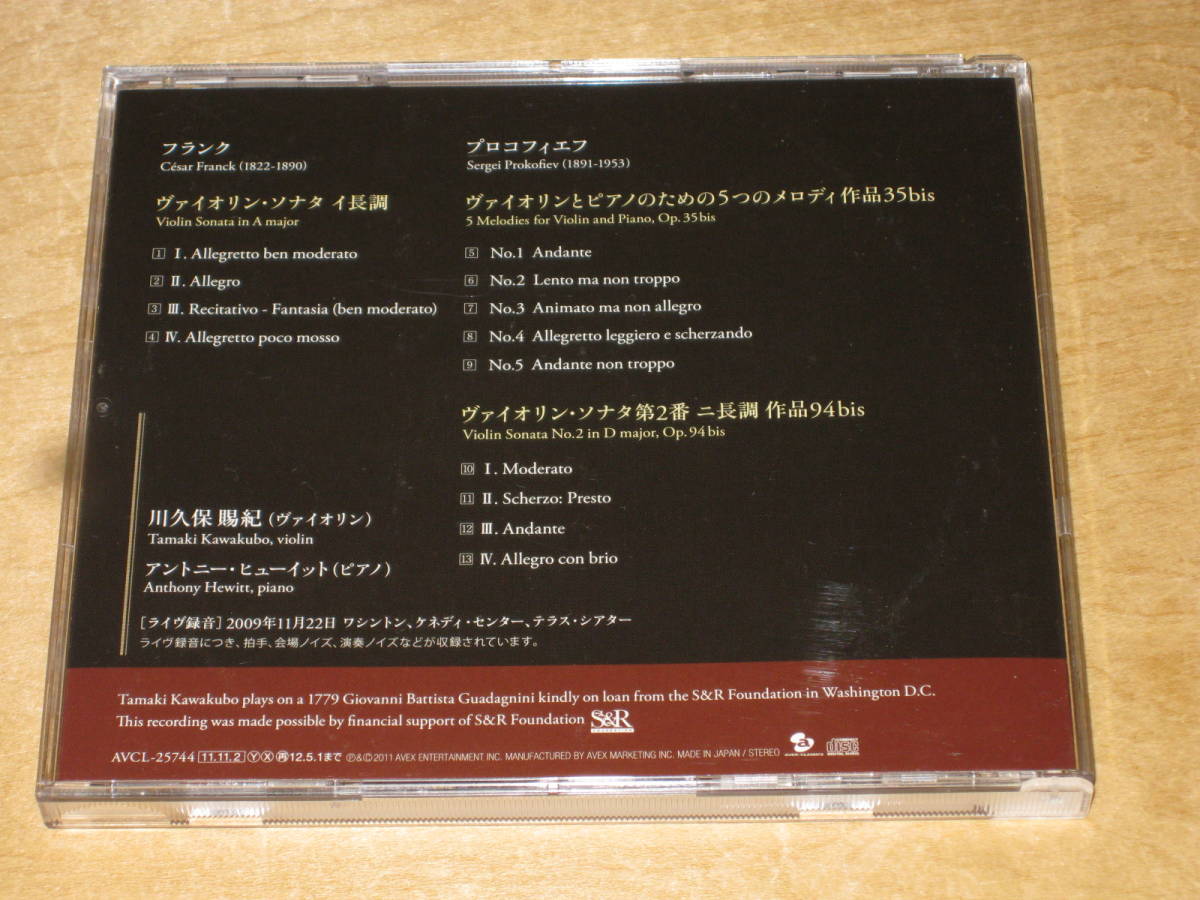 フランク
César Franck (1822-1890)
ヴァイオリン・ソナタ イ長調
Violin Sonata in A major
1 Ⅰ. Allegretto ben moderato
2 Ⅱ. Allegro
3 Ⅲ. Recitativo - Fantasia (ben moderato)
4 Ⅳ. Allegretto poco mosso
プロコフィエフ
Sergei Prokofiev (1891-1953)
ヴァイオリンとピアノのための5つのメロディ作品35bis
5 Melodies for Violin and Piano, Op. 35bis
5 No.1 Andante
6 No.2 Lento ma non troppo
7 No.3 Animato ma non allegro
8 No.4 Allegretto leggiero e scherzando
9 No.5 Andante non troppo
ヴァイオリン・ソナタ第2番 ニ長調 作品94bis
Violin Sonata No.2 in D major, Op. 94bis
10 Ⅰ. Moderato
11 Ⅱ. Scherzo: Presto
12 Ⅲ. Andante
13 Ⅳ. Allegro con brio
川久保 賜紀 (ヴァイオリン)
Tamaki Kawakubo, violin
アントニー・ヒューイット (ピアノ)
Anthony Hewitt, piano
[ライヴ録音] 2009年11月22日 ワシントン、ケネディ・センター、テラス・シアター
ライヴ録音につき、拍手、会場ノイズ、演奏ノイズなどが収録されています。
Tamaki Kawakubo plays on a 1779 Giovanni Battista Guadagnini kindly on loan from the S&R Foundation in Washington D.C.
This recording was made possible by financial support of S&R Foundation S&R
AVCL-25744 11.11.2 Ⓨ Ⓧ 再12.5.1まで ℗&©2011 AVEX ENTERTAINMENT INC. MANUFACTURED BY AVEX MARKETING INC. MADE IN JAPAN / STEREO
AVEX-CLASSICS
COMPACT disc DIGITAL AUDIO